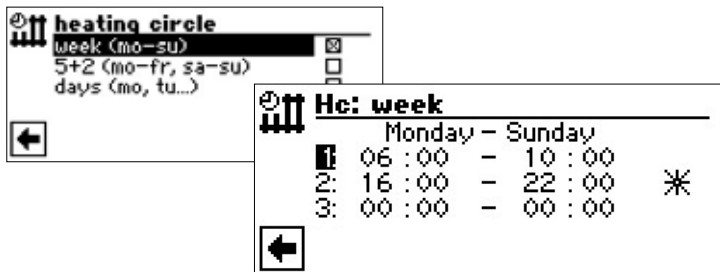 heating circle
week (mo-su)
5+2 (mo-fr, sa-su)
days (mo, tu...)
Hc: week
Monday - Sunday
1: 06 :00 - 10 : 00
2: 16 :00 - 22 : 00
3: 00 :00 - 00 : 00